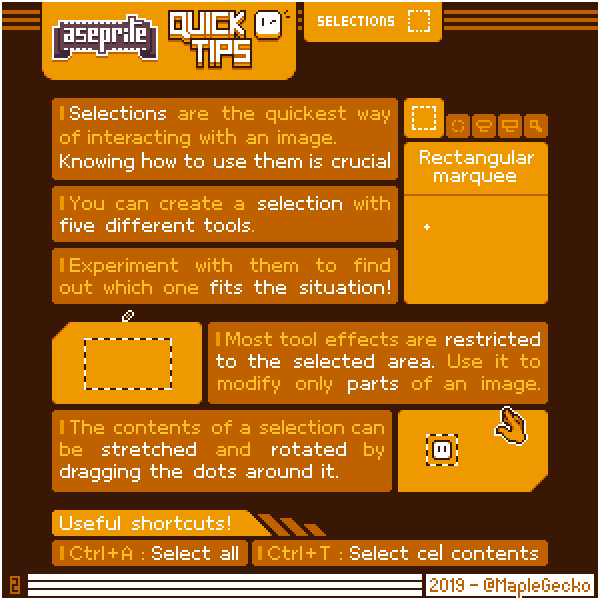 aseprite
QUICK
TIPS
SELECTIONS
Selections are the quickest way
of interacting with an image.
Knowing how to use them is crucial
Rectangular
marquee
You can create a selection with
five different tools.
Experiment with them to find
out which one fits the situation!
Most tool effects are restricted
to the selected area. Use it to
modify only parts of an image.
The contents of a selection can
be stretched and rotated by
dragging the dots around it.
Useful shortcuts!
Ctrl+A : Select all
Ctrl+T : Select cel contents
2
2019 - @MapleGecko